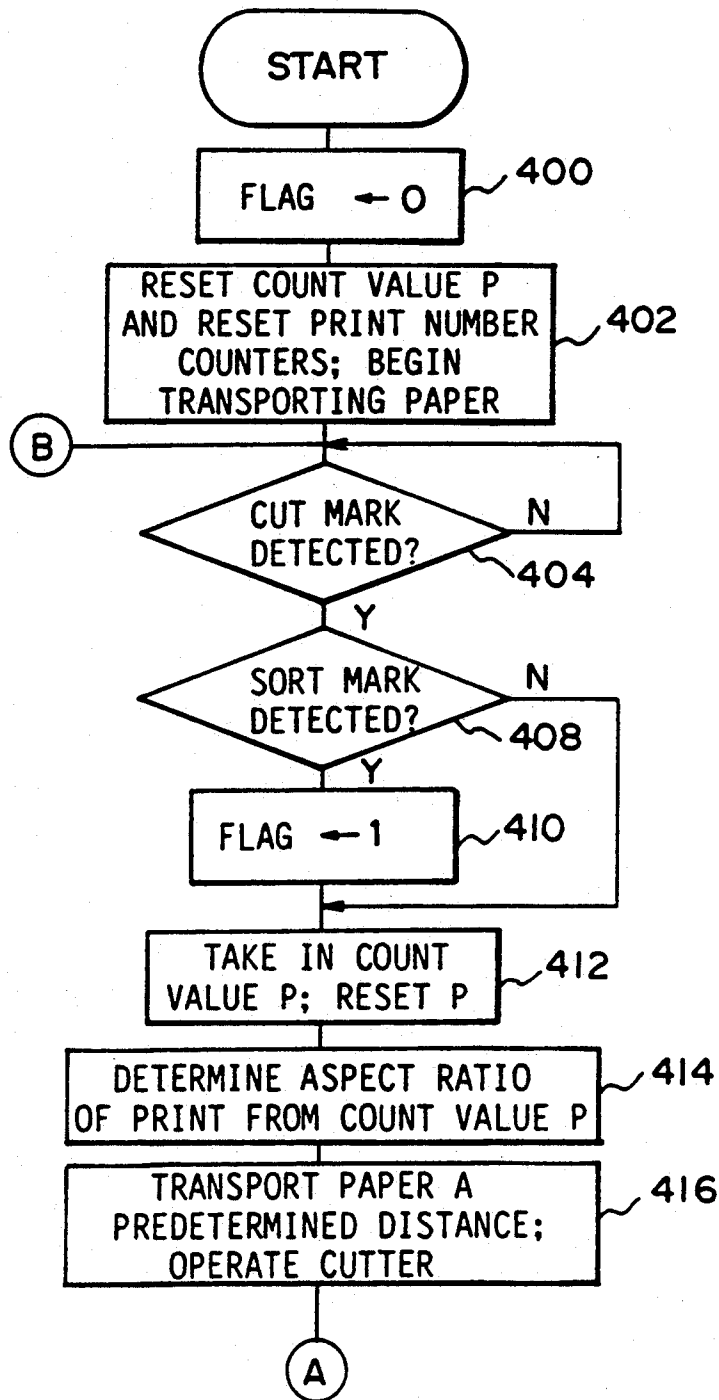 START
FLAG ← 0
400
RESET COUNT VALUE P
AND RESET PRINT NUMBER
COUNTERS; BEGIN
TRANSPORTING PAPER
402
B
CUT MARK
DETECTED?
N
404
Y
SORT MARK
DETECTED?
N
408
Y
FLAG ← 1
410
TAKE IN COUNT
VALUE P; RESET P
412
DETERMINE ASPECT RATIO
OF PRINT FROM COUNT VALUE P
414
TRANSPORT PAPER A
PREDETERMINED DISTANCE;
OPERATE CUTTER
416
A